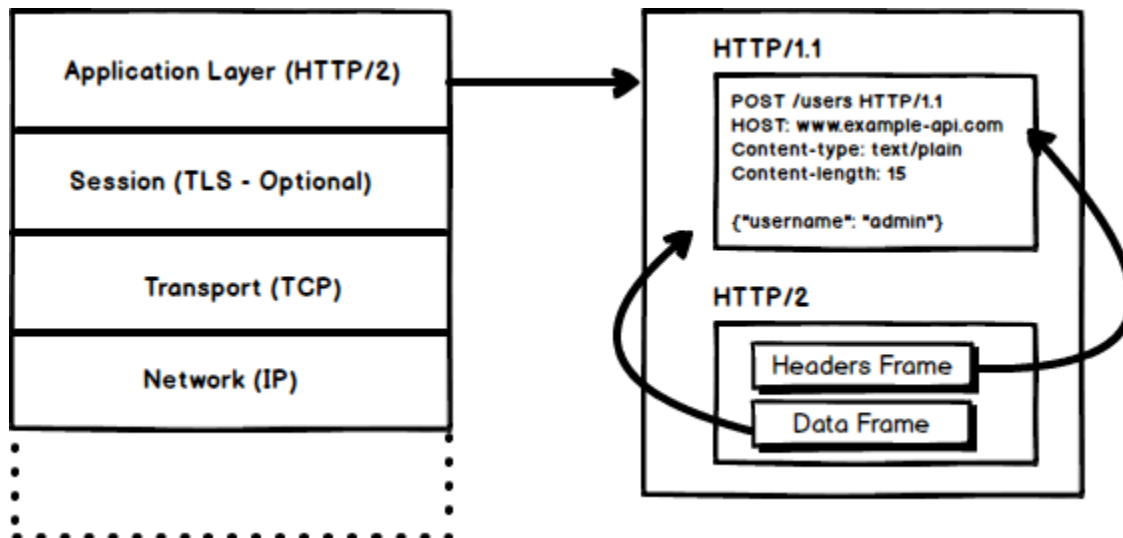 Application Layer (HTTP/2)
Session (TLS - Optional)
Transport (TCP)
Network (IP)
HTTP/1.1
POST /users HTTP/1.1
HOST: www.example-api.com
Content-type: text/plain
Content-length: 15
{"username": "admin"}
HTTP/2
Headers Frame
Data Frame